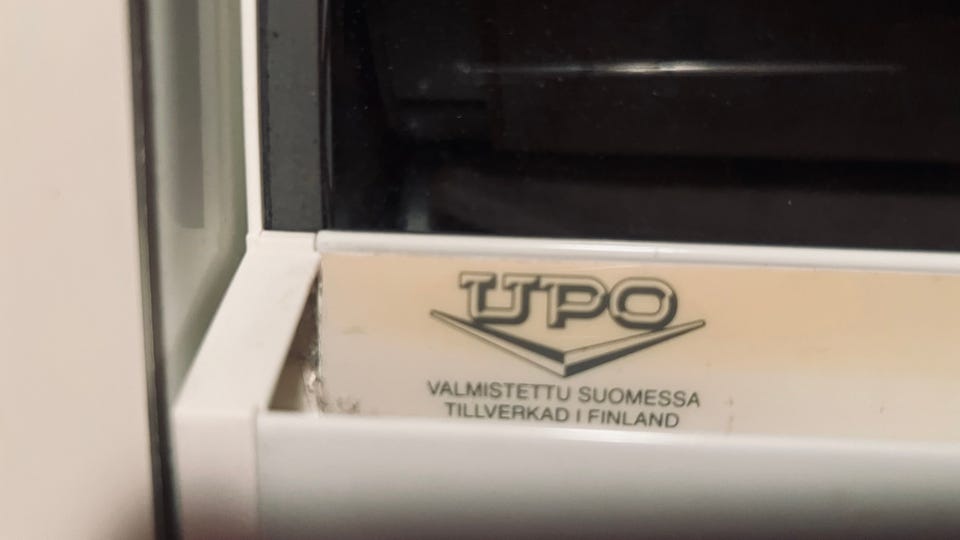 UPO
VALMISTETTU SUOMESSA
TILLVERKAD I FINLAND